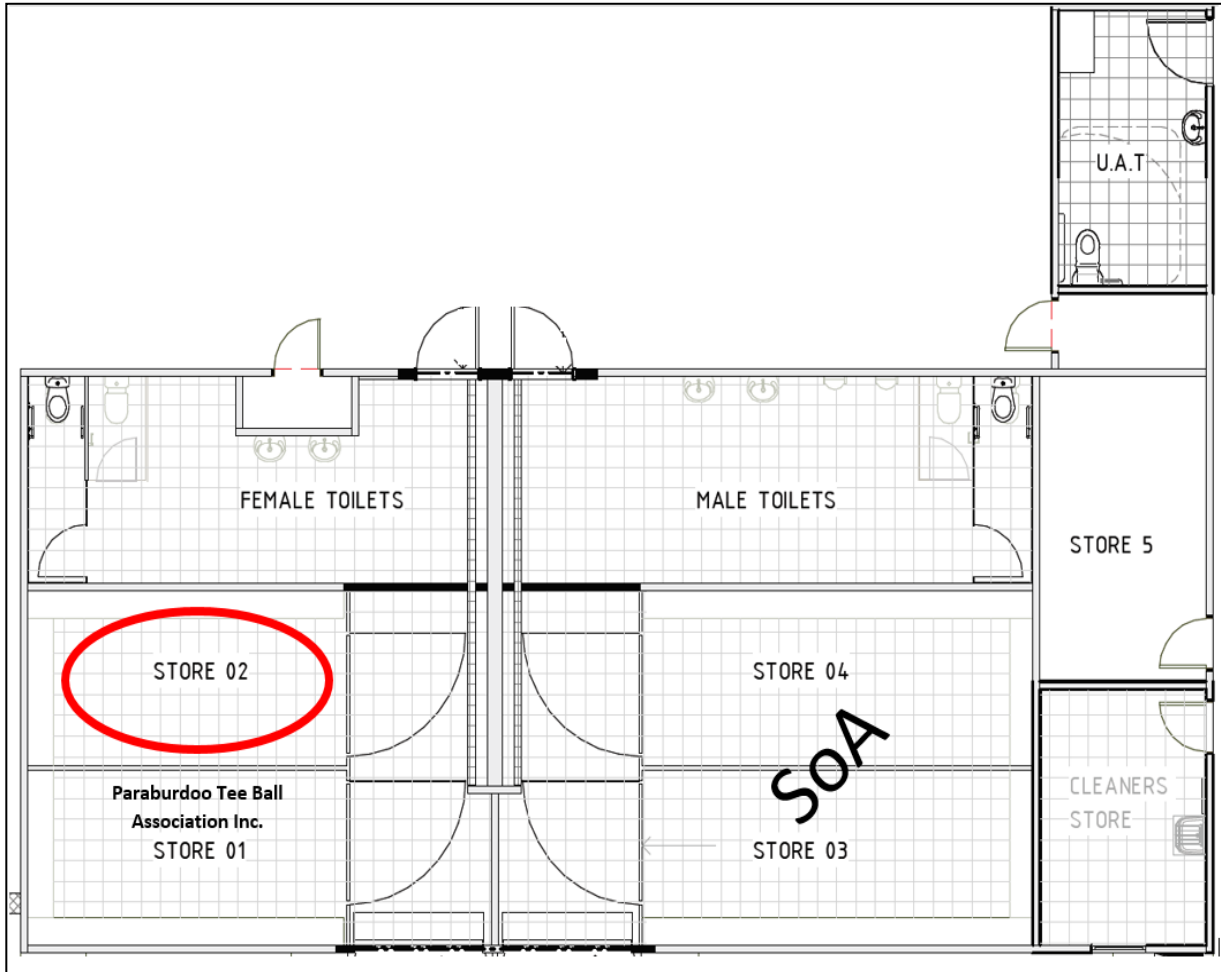 U.A.T
FEMALE TOILETS
MALE TOILETS
STORE 5
STORE 02
STORE 04
SoA
Paraburdoo Tee Ball
Association Inc.
STORE 01
STORE 03
CLEANERS
STORE